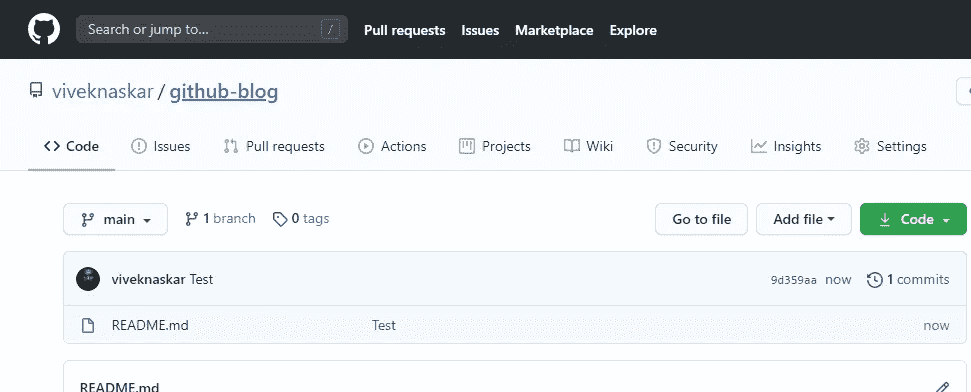 Search or jump to... / Pull requests Issues Marketplace Explore
viveknaskar / github-blog
Code Issues Pull requests Actions Projects Wiki Security Insights Settings
main 1 branch 0 tags Go to file Add file Code
viveknaskar Test 9d359aa now 1 commits
README.md Test now
README.md